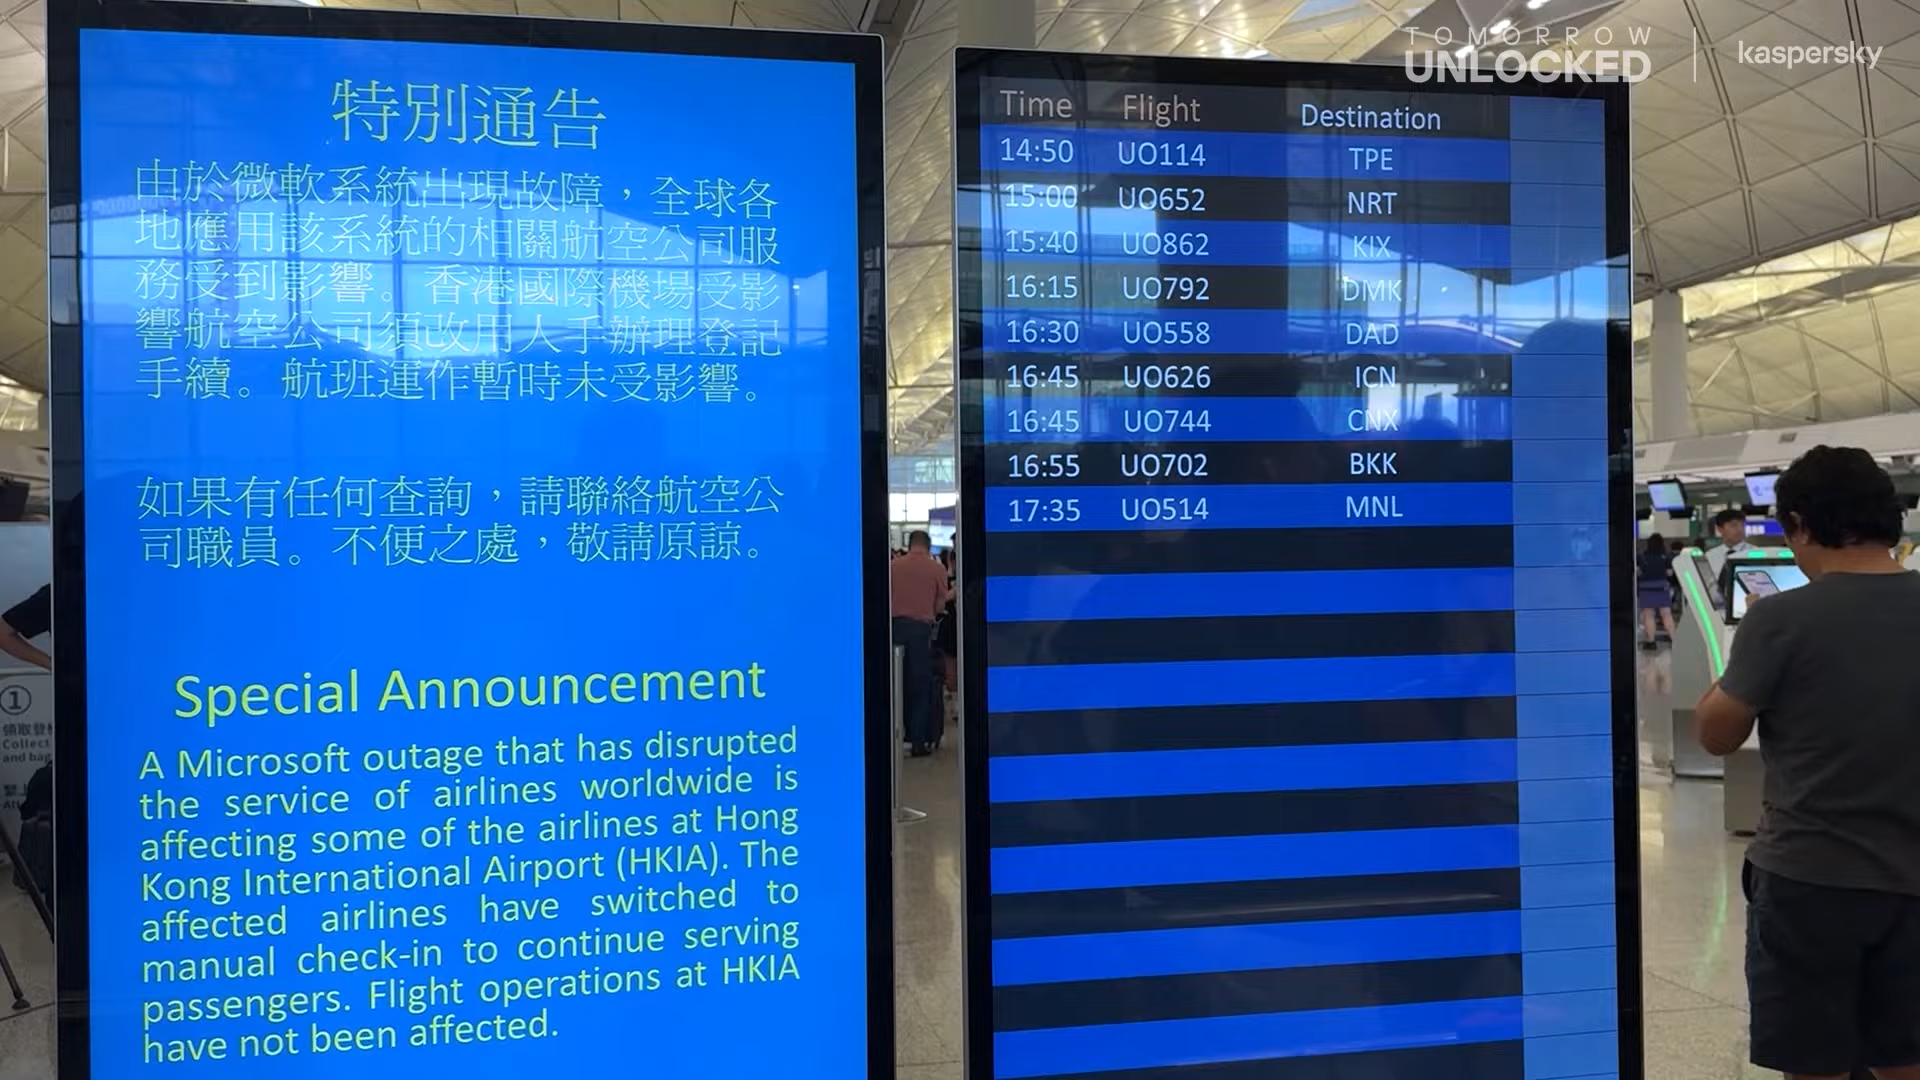 TOMORROW
UNLOCKED
kaspersky
特別通告
由於微軟系統出現故障，全球各
地應用該系統的相關航空公司服
務受到影響。香港國際機場受影
響航空公司須改用人手辦理登記
手續。航班運作暫時未受影響。
如果有任何查詢，請聯絡航空公
司職員。不便之處，敬請原諒。
Special Announcement
A Microsoft outage that has disrupted
the service of airlines worldwide is
affecting some of the airlines at Hong
Kong International Airport (HKIA). The
affected airlines have switched to
manual check-in to continue serving
passengers. Flight operations at HKIA
have not been affected.
Time Flight Destination
14:50 UO114 TPE
15:00 UO652 NRT
15:40 UO862 KIX
16:15 UO792 DMK
16:30 UO558 DAD
16:45 UO626 ICN
16:45 UO744 CNX
16:55 UO702 BKK
17:35 UO514 MNL
1
領取登
Collect
and bag